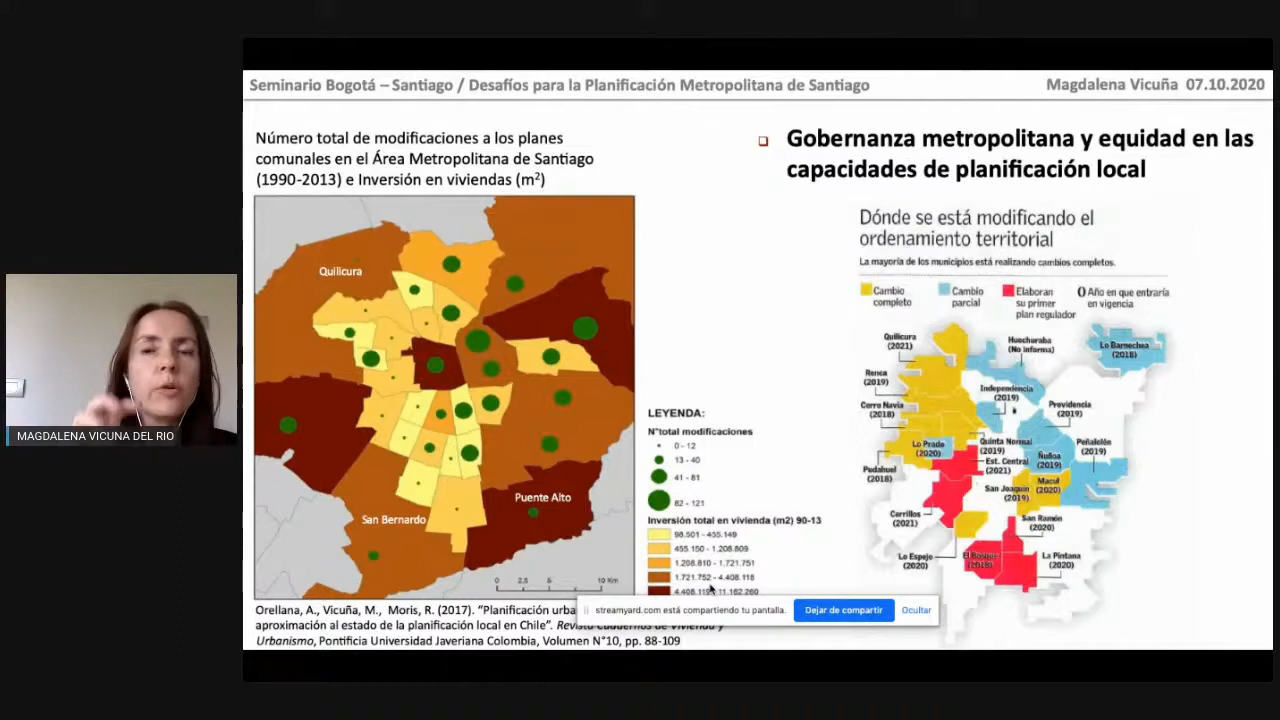 Seminario Bogotá – Santiago / Desafíos para la Planificación Metropolitana de Santiago
Magdalena Vicuña 07.10.2020
Número total de modificaciones a los planes
comunales en el Área Metropolitana de Santiago
(1990-2013) e Inversión en viviendas (m²)
Quilicura
Puente Alto
San Bernardo
0 2.5 5 10 Km
LEYENDA:
N°total modificaciones
0 - 12
13 - 40
41 - 81
82 - 121
Inversión total en vivienda (m2) 90-13
98.501 - 455.149
455.150 - 1.208.809
1.208.810 - 1.721.751
1.721.752 - 4.408.118
Orellana, A., Vicuña, M., Moris, R. (2017). “Planificación
aproximación al estado de la planificación local en Chile”. Revista Cuadernos de Vivienda y
Urbanismo, Pontificia Universidad Javeriana Colombia, Volumen N°10, pp. 88-109
Gobernanza metropolitana y equidad en las
capacidades de planificación local
Dónde se está modificando el
ordenamiento territorial
La mayoría de los municipios está realizando cambios completos.
Cambio
completo
Cambio
parcial
Elaboran
su primer
plan regulador
() Año en que entraría
en vigencia
Quilicura
(2021)
Huechuraba
(No informa)
Lo Barnechea
(2018)
Renca
(2019)
Independencia
(2019)
Cerro Navia
(2018)
Providencia
(2019)
Lo Prado
(2020)
Quinta Normal
(2019)
Peñalolén
(2019)
Ñuñoa
(2019)
Pudahuel
(2018)
Est. Central
(2021)
San Joaquín
(2019)
Macul
(2020)
Cerrillos
(2021)
San Ramón
(2020)
Lo Espejo
(2020)
El Bosque
(2018)
La Pintana
(2020)
streamyard.com está compartiendo tu pantalla.
Dejar de compartir
Ocultar
MAGDALENA VICUNA DEL RIO